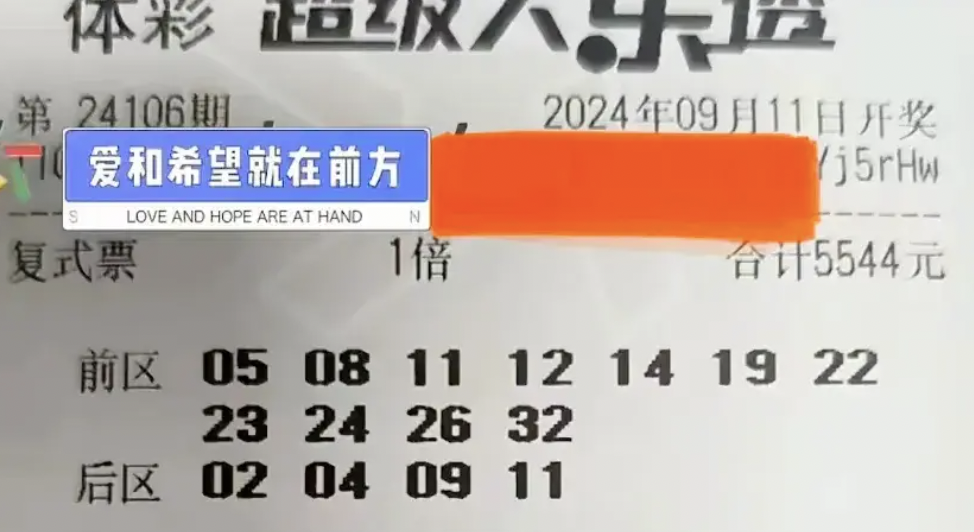 体彩 超级大乐透
第 24106期 2024年09月11日开奖
爱和希望就在前方
Yj5rHw
S LOVE AND HOPE ARE AT HAND N
复式票 1倍 合计5544元
前区 05 08 11 12 14 19 22
23 24 26 32
后区 02 04 09 11